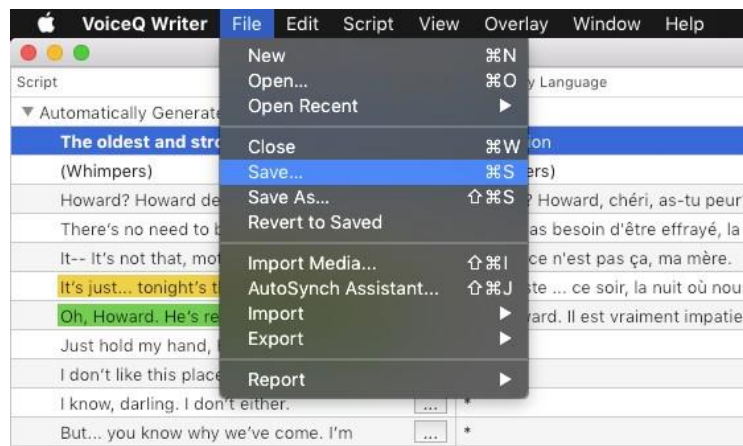 VoiceQ Writer File Edit Script View Overlay Window Help
Script
y Language
▼ Automatically Generate
The oldest and stro
ion
(Whimpers)
ers)
Howard? Howard de
? Howard, chéri, as-tu peur
There's no need to b
as besoin d'être effrayé, la
It-- It's not that, mot
ce n'est pas ça, ma mère.
It's just... tonight's t
ste ... ce soir, la nuit où nou
Oh, Howard. He's re
ward. Il est vraiment impatie
Just hold my hand,
I don't like this place
I know, darling. I don't either.
... *
But... you know why we've come. I'm
... *
New ⌘N
Open... ⌘O
Open Recent ▶
Close ⌘W
Save... ⌘S
Save As... ⇧⌘S
Revert to Saved
Import Media... ⇧⌘I
AutoSynch Assistant... ⇧⌘J
Import ▶
Export ▶
Report ▶